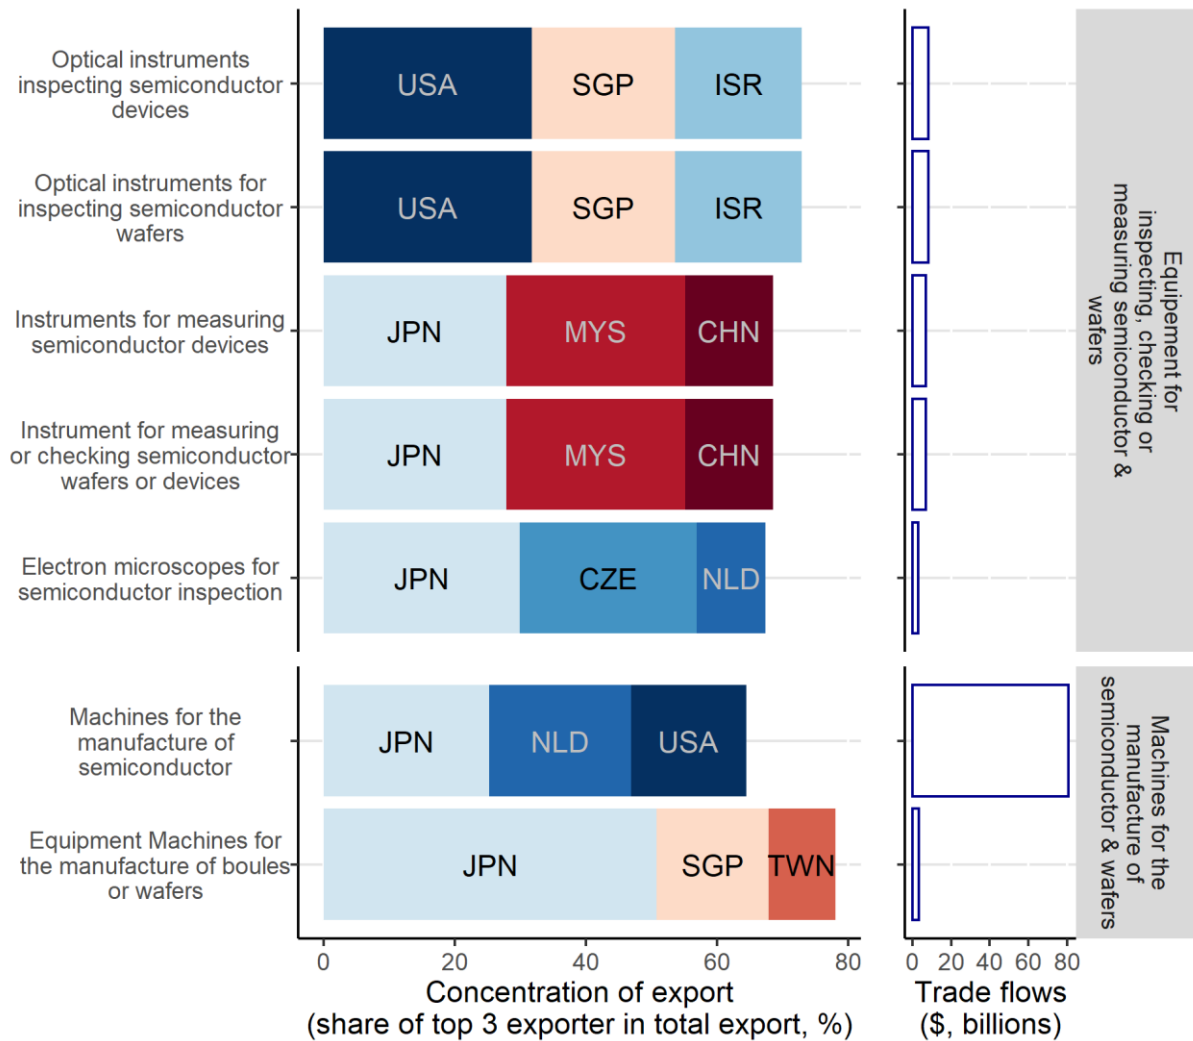 Optical instruments
inspecting semiconductor
devices
USA
SGP
ISR
Optical instruments for
inspecting semiconductor
wafers
USA
SGP
ISR
Instruments for measuring
semiconductor devices
JPN
MYS
CHN
Instrument for measuring
or checking semiconductor
wafers or devices
JPN
MYS
CHN
Electron microscopes for
semiconductor inspection
JPN
CZE
NLD
Equipement for
inspecting, checking or
measuring semiconductor &
wafers
Machines for the
manufacture of
semiconductor
JPN
NLD
USA
Equipment Machines for
the manufacture of boules
or wafers
JPN
SGP
TWN
Machines for the
manufacture of
semiconductor & wafers
0 20 40 60 80
Concentration of export
(share of top 3 exporter in total export, %)
0 20 40 60 80
Trade flows
($, billions)